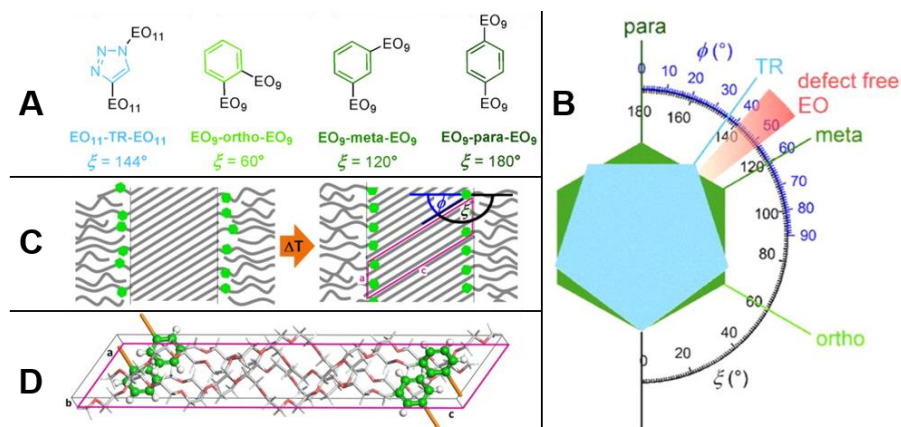 A
EO₁₁
N
N
N
EO₁₁
EO₁₁-TR-EO₁₁
ξ = 144°
EO₉
EO₉
EO₉-ortho-EO₉
ξ = 60°
EO₉
EO₉
EO₉-meta-EO₉
ξ = 120°
EO₉
EO₉
EO₉-para-EO₉
ξ = 180°
B
para
ϕ(°)
TR
defect free
EO
meta
ortho
0 10 20 30 40 50 60 70 80 90
180 160 140 120 100 80 60 40 20 0
ξ(°)
C
ΔT
ϕ
ξ
a
c
D
a
b
c